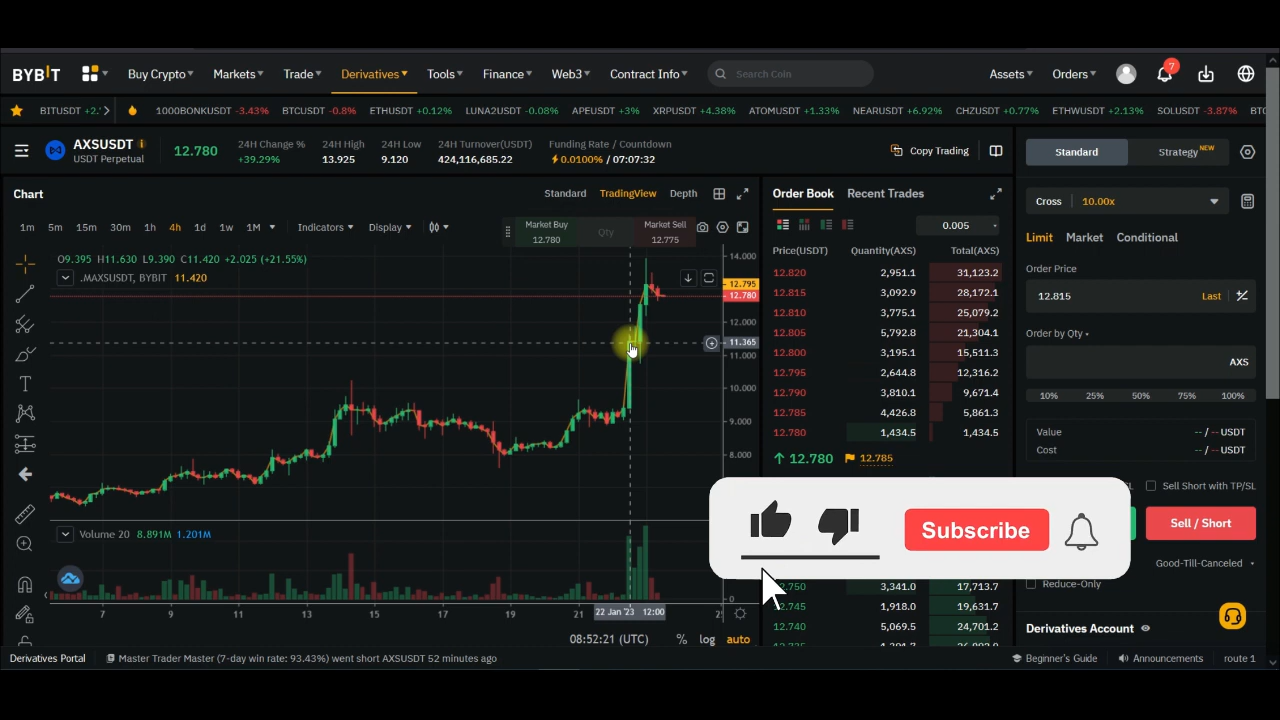 BYBIT Buy Crypto Markets Trade Derivatives Tools Finance Web3 Contract Info Search Coin Assets Orders 7
BITUSDT +2. 1000BONKUSDT -3.43% BTCUSDT -0.8% ETHUSDT +0.12% LUNA2USDT -0.08% APEUSDT +3% XRPUSDT +4.38% ATOMUSDT +1.33% NEARUSDT +6.92% CHZUSDT +0.77% ETHWUSDT +2.13% SOLUSDT -3.87%
AXSUSDT
USDT Perpetual
12.780
24H Change %
+39.29%
24H High
13.925
24H Low
9.120
24H Turnover(USDT)
424,116,685.22
Funding Rate / Countdown
0.0100% / 07:07:32
Copy Trading
Standard Strategy NEW
Chart Standard TradingView Depth
1m 5m 15m 30m 1h 4h 1d 1w 1M Indicators Display
Market Buy
12.780
Qty
Market Sell
12.775
O9.395 H11.630 L9.390 C11.420 +2.025 (+21.55%)
.MAXSUSDT, BYBIT 11.420
14.000
12.795
12.780
12.000
11.365
11.000
10.000
9.000
8.000
Volume 20 8.891M 1.201M
0
7 9 11 13 15 17 19 21 22 Jan '23 12:00
08:52:21 (UTC) % log auto
Order Book Recent Trades
0.005
Price(USDT) Quantity(AXS) Total(AXS)
12.820 2,951.1 31,123.2
12.815 3,092.9 28,172.1
12.810 3,775.1 25,079.2
12.805 5,792.8 21,304.1
12.800 3,195.1 15,511.3
12.795 2,644.8 12,316.2
12.790 3,810.1 9,671.4
12.785 4,426.8 5,861.3
12.780 1,434.5 1,434.5
12.780 12.785
12.750 3,341.0 17,713.7
12.745 1,918.0 19,631.7
12.740 5,069.5 24,701.2
Cross 10.00x
Limit Market Conditional
Order Price
12.815 Last
Order by Qty
AXS
10% 25% 50% 75% 100%
Value -- / -- USDT
Cost -- / -- USDT
Sell Short with TP/SL
Sell / Short
Good-Till-Canceled
Reduce-Only
Derivatives Account
Subscribe
Derivatives Portal Master Trader Master (7-day win rate: 93.43%) went short AXSUSDT 52 minutes ago Beginner's Guide Announcements route 1